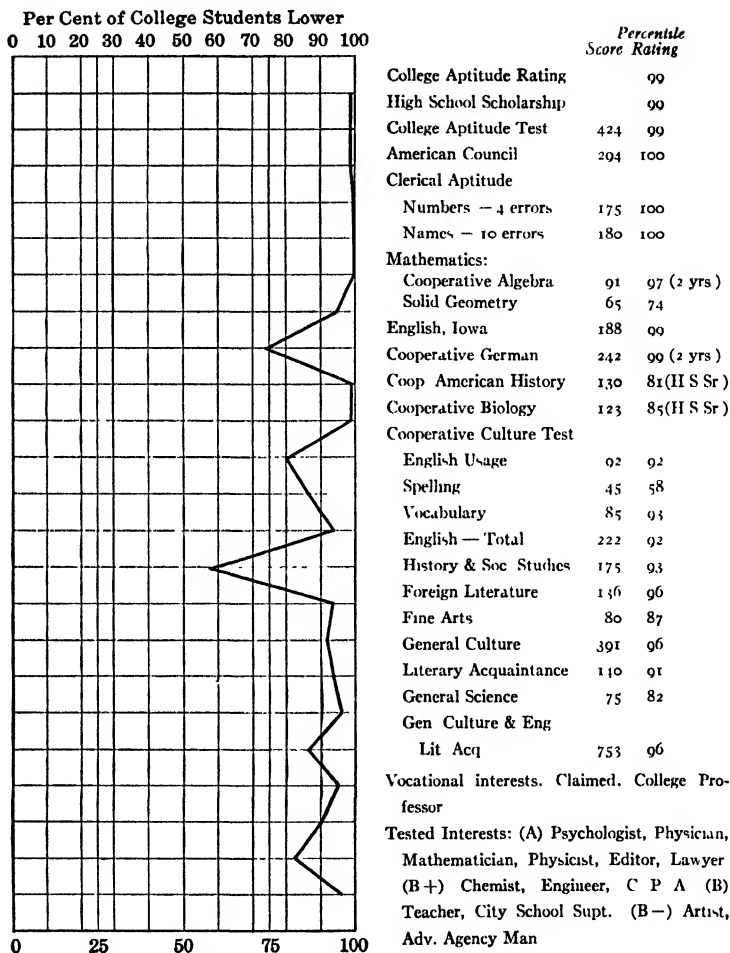 Per Cent of College Students Lower
0 10 20 30 40 50 60 70 80 90 100
Percentile
Score Rating
College Aptitude Rating 99
High School Scholarship 99
College Aptitude Test 424 99
American Council 294 100
Clerical Aptitude
Numbers — 4 errors 175 100
Names — 10 errors 180 100
Mathematics:
Cooperative Algebra 91 97 (2 yrs )
Solid Geometry 65 74
English, Iowa 188 99
Cooperative German 242 99 (2 yrs )
Coop American History 130 81(H S Sr )
Cooperative Biology 123 85(H S Sr )
Cooperative Culture Test
English Usage 92 92
Spelling 45 58
Vocabulary 85 93
English — Total 222 92
History & Soc Studies 175 93
Foreign Literature 136 96
Fine Arts 80 87
General Culture 391 96
Literary Acquaintance 140 91
General Science 75 82
Gen Culture & Eng
Lit Acq 753 96
Vocational interests. Claimed. College Pro-
fessor
Tested Interests: (A) Psychologist, Physician,
Mathematician, Physicist, Editor, Lawyer
(B+) Chemist, Engineer, C P A (B)
Teacher, City School Supt. (B—) Artist,
Adv. Agency Man
0 25 50 75 100